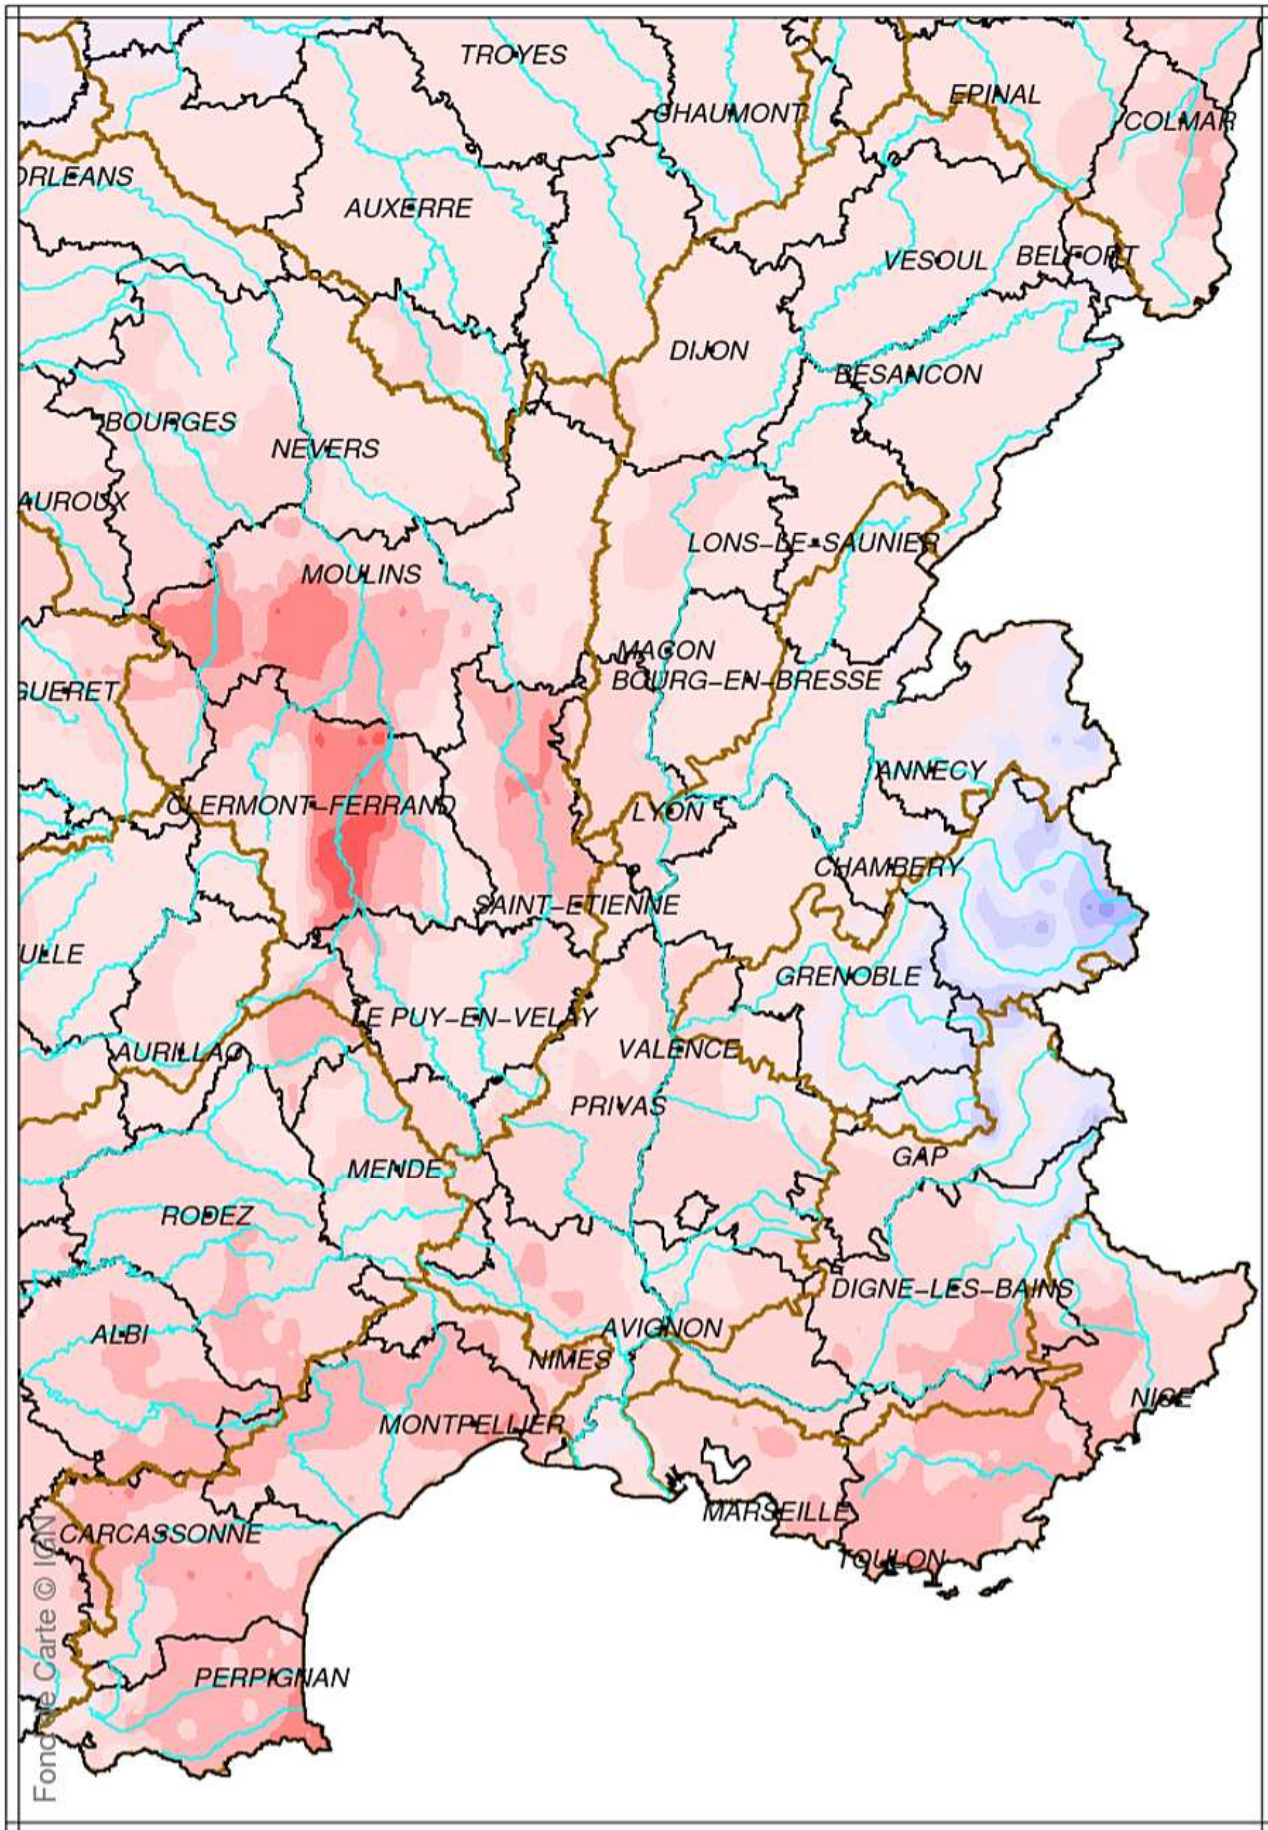 TROYES
EPINAL
CHAUMONT
COLMAR
ORLEANS
AUXERRE
VESOUL
BELFORT
DIJON
BESANCON
BOURGES
NEVERS
AUROUX
LONS-LE-SAUNIER
MOULINS
MACON
BOURG-EN-BRESSE
GUERET
ANNECY
CLERMONT-FERRAND
LYON
CHAMBERY
SAINT-ETIENNE
ULLE
GRENOBLE
LE PUY-EN-VELAY
AURILLAC
VALENCE
PRIVAS
GAP
MENDE
RODEZ
DIGNE-LES-BAINS
AVIGNON
ALBI
NIMES
NICE
MONTPELLIER
MARSEILLE
CARCASSONNE
TOULON
PERPIGNAN
Fond de Carte © IGN